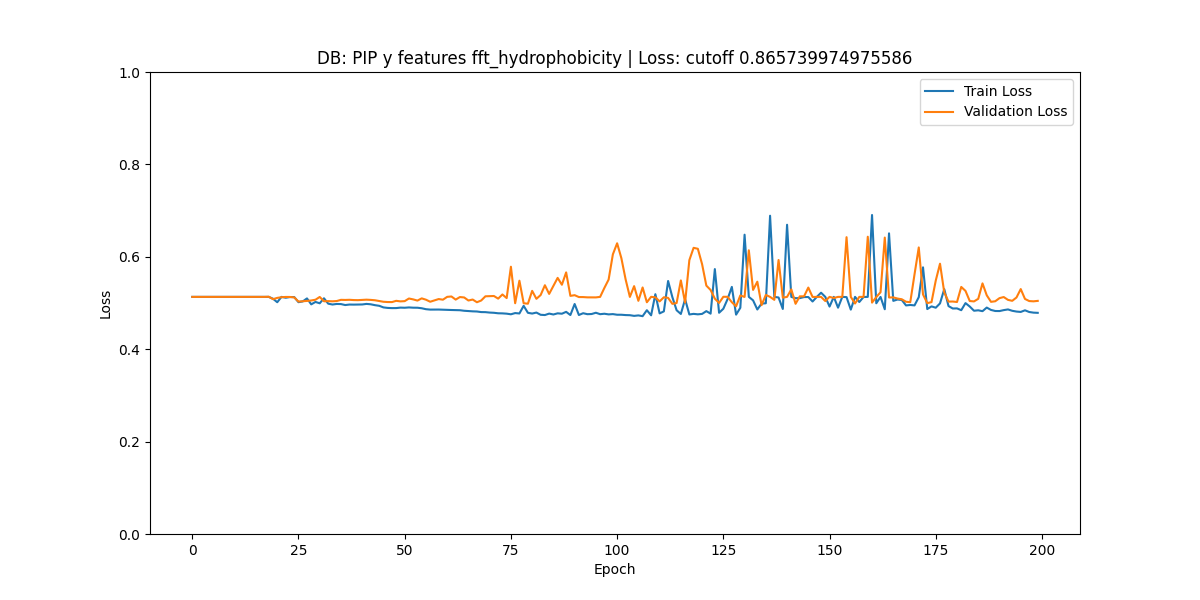 DB: PIP y features fft_hydrophobicity | Loss: cutoff 0.865739974975586
Train Loss
Validation Loss
1.0
0.8
0.6
0.4
0.2
0.0
Loss
0 25 50 75 100 125 150 175 200
Epoch